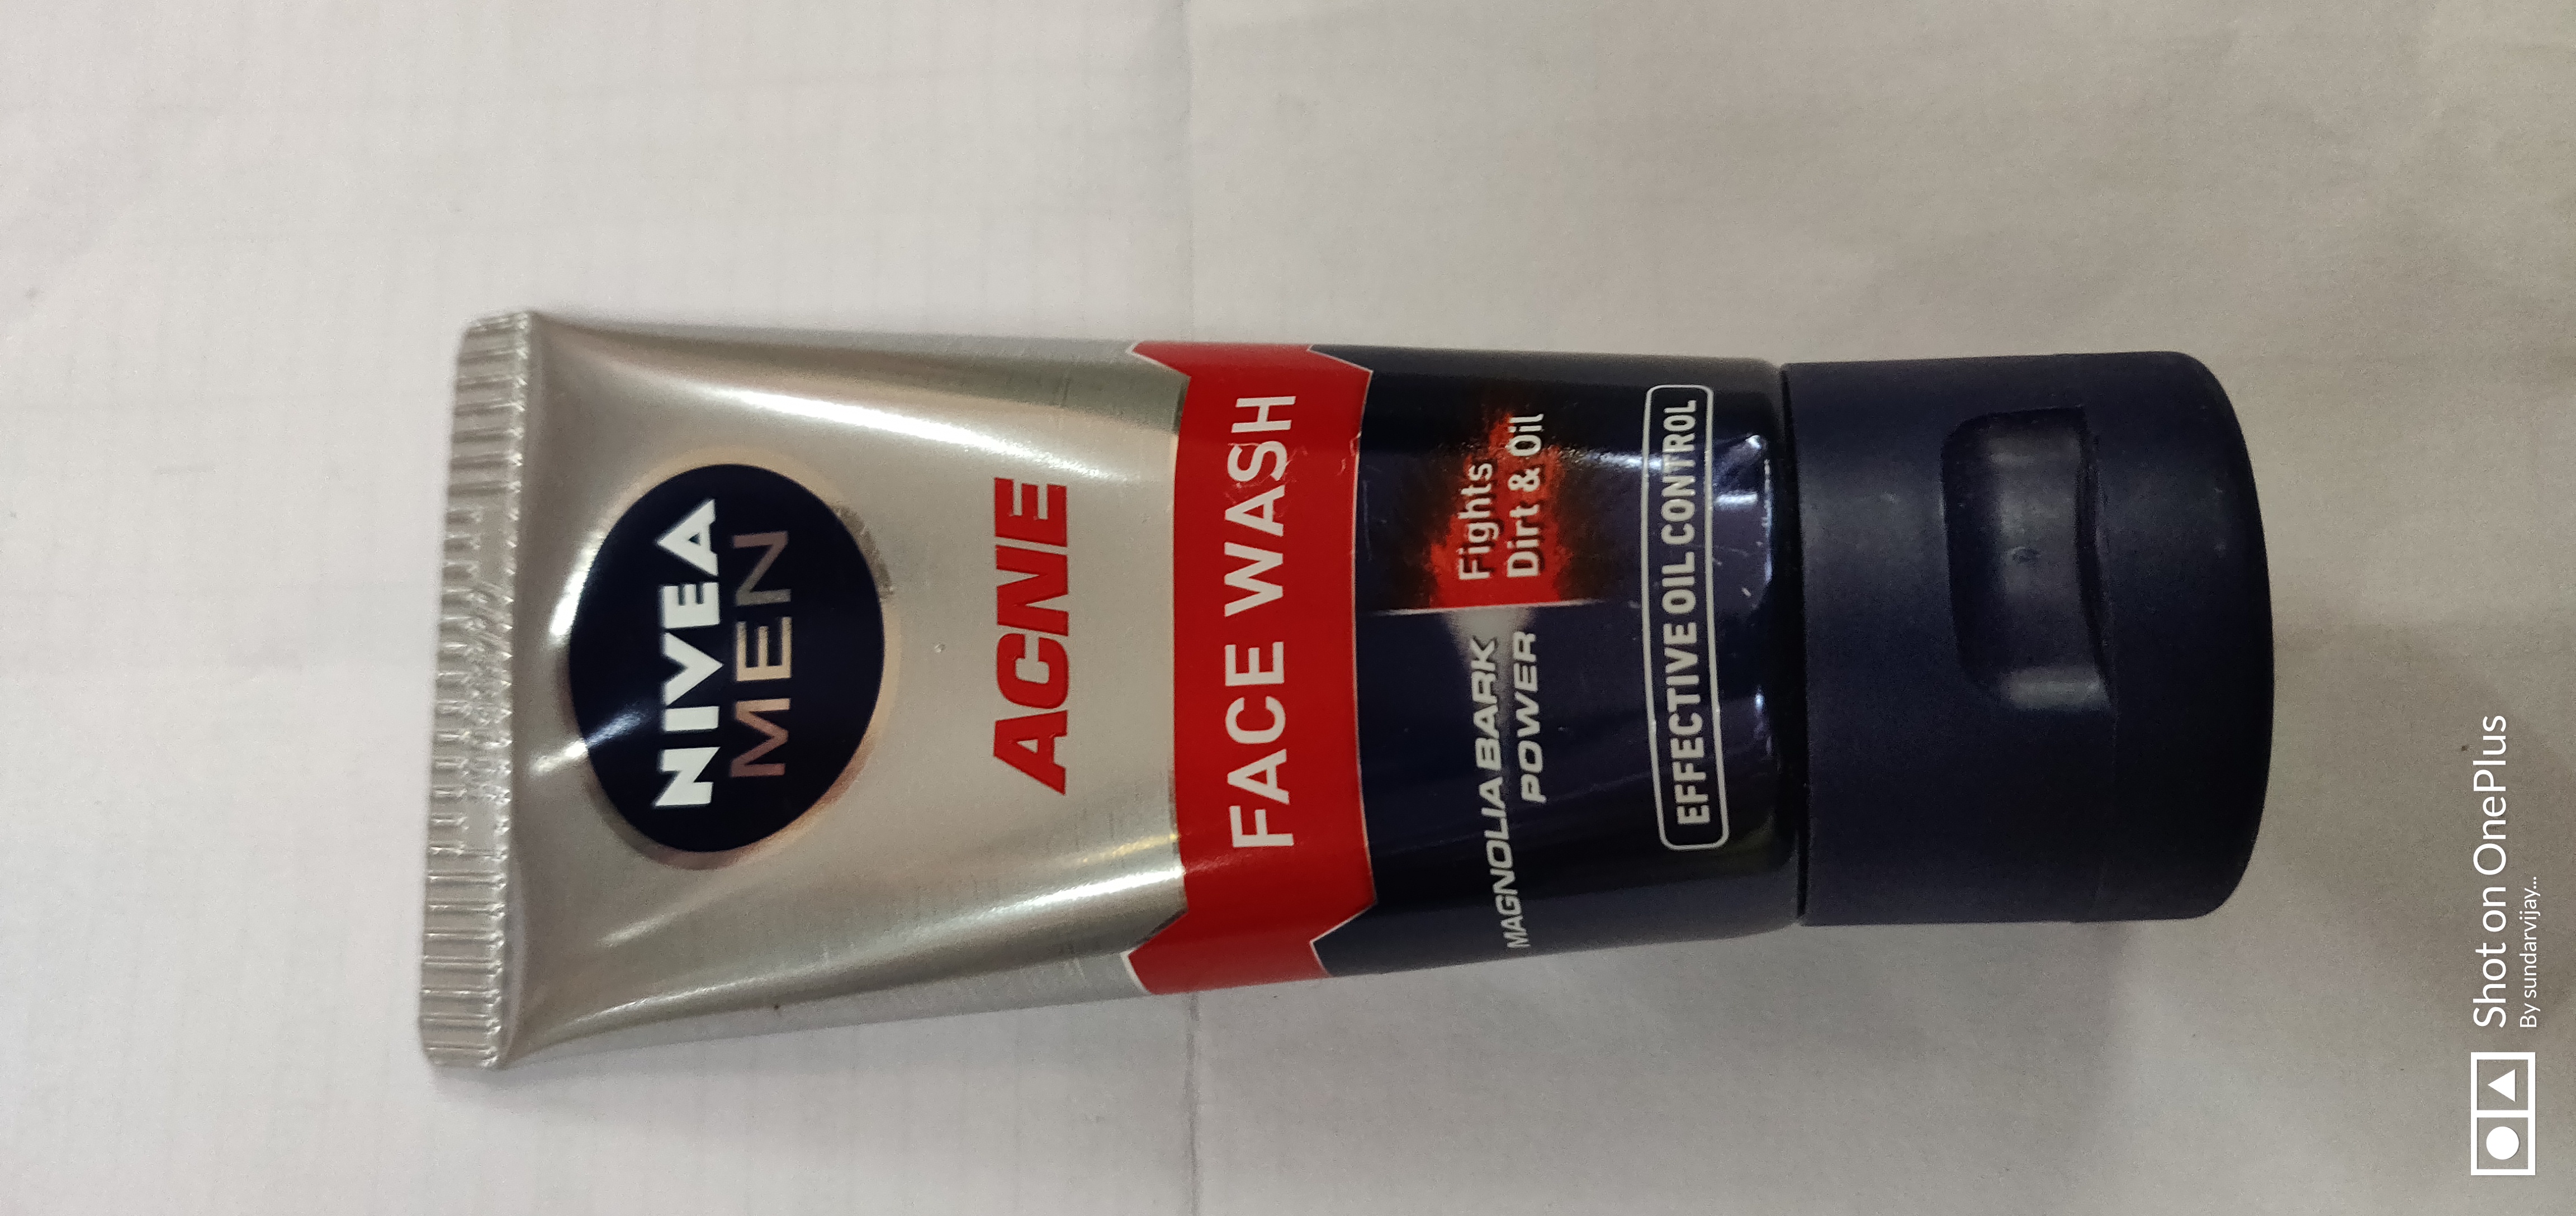 NIVEA
MEN
ACNE
FACE WASH
MAGNOLIA BARK
POWER
Fights
Dirt & Oil
EFFECTIVE OIL CONTROL
Shot on OnePlus
By sundarvijay...